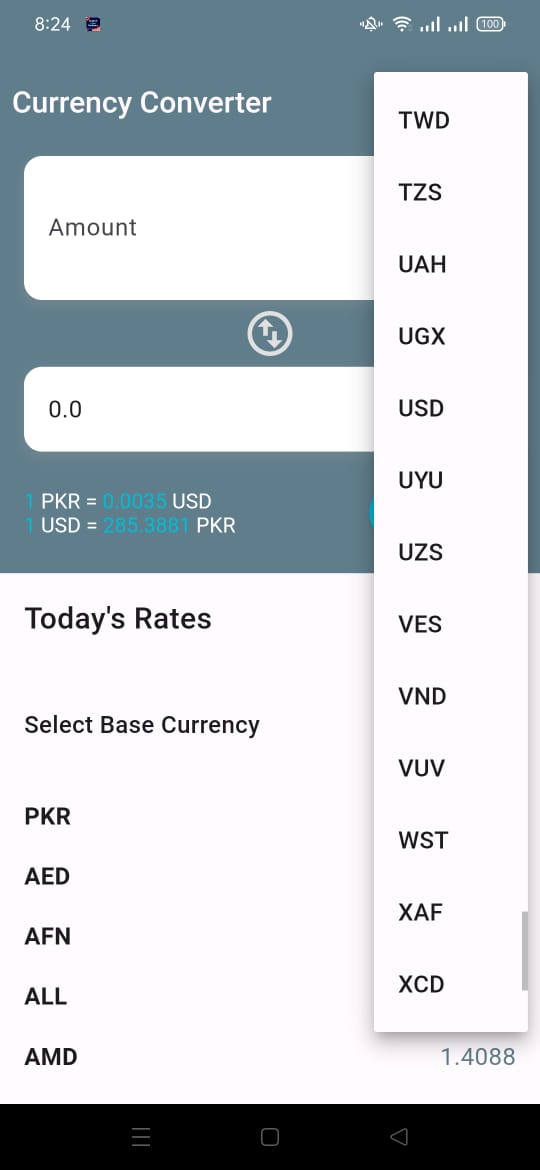 8:24
100
Currency Converter
Amount
0.0
1 PKR = 0.0035 USD
1 USD = 285.3881 PKR
Today's Rates
Select Base Currency
PKR
AED
AFN
ALL
AMD
1.4088
TWD
TZS
UAH
UGX
USD
UYU
UZS
VES
VND
VUV
WST
XAF
XCD